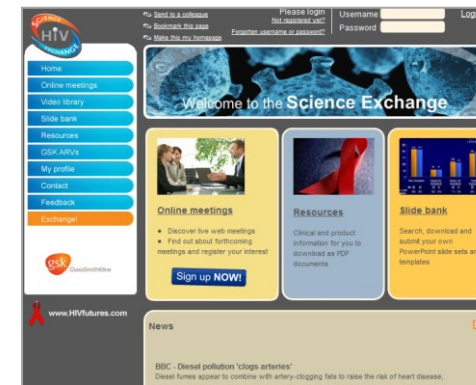 SCIENCE
HIV
EXCHANGE
Send to a colleague
Bookmark this page
Make this my homepage
Please login
Not registered yet?
Forgotten username or password?
Username
Password
Home
Online meetings
Video library
Slide bank
Resources
GSK ARVs
My profile
Contact
Feedback
Exchange!
gsk GlaxoSmithKline
www.HIVfutures.com
Welcome to the Science Exchange
Online meetings
Discover live web meetings
Find out about forthcoming
meetings and register your interest
Sign up NOW!
Resources
Clinical and product
information for you to
download as PDF
documents
Slide bank
Search, download and
submit your own
PowerPoint slide sets
templates
News
BBC - Diesel pollution 'clogs arteries'
Diesel fumes appear to combine with artery-clogging fats to raise the risk of heart disease,